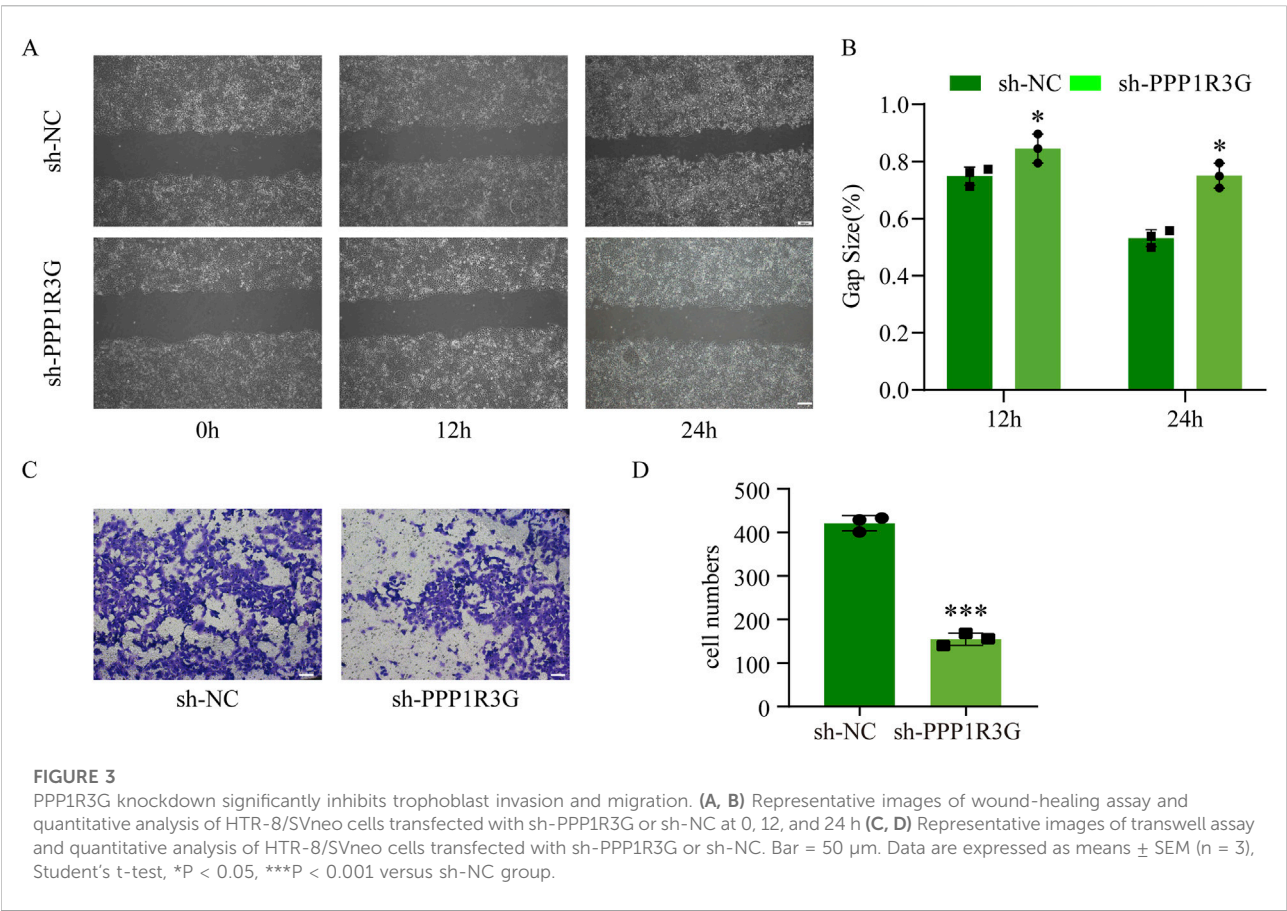 A
sh-NC
sh-PPP1R3G
0h 12h 24h
B
sh-NC sh-PPP1R3G
Gap Size(%)
1.0
0.8
0.6
0.4
0.2
0.0
* *
12h 24h
C
sh-NC sh-PPP1R3G
D
cell numbers
500
400
300
200
100
0
***
sh-NC sh-PPP1R3G
FIGURE 3
PPP1R3G knockdown significantly inhibits trophoblast invasion and migration. (A, B) Representative images of wound-healing assay and
quantitative analysis of HTR-8/SVneo cells transfected with sh-PPP1R3G or sh-NC at 0, 12, and 24 h (C, D) Representative images of transwell assay
and quantitative analysis of HTR-8/SVneo cells transfected with sh-PPP1R3G or sh-NC. Bar = 50 μm. Data are expressed as means ± SEM (n = 3),
Student’s t-test, *P < 0.05, ***P < 0.001 versus sh-NC group.